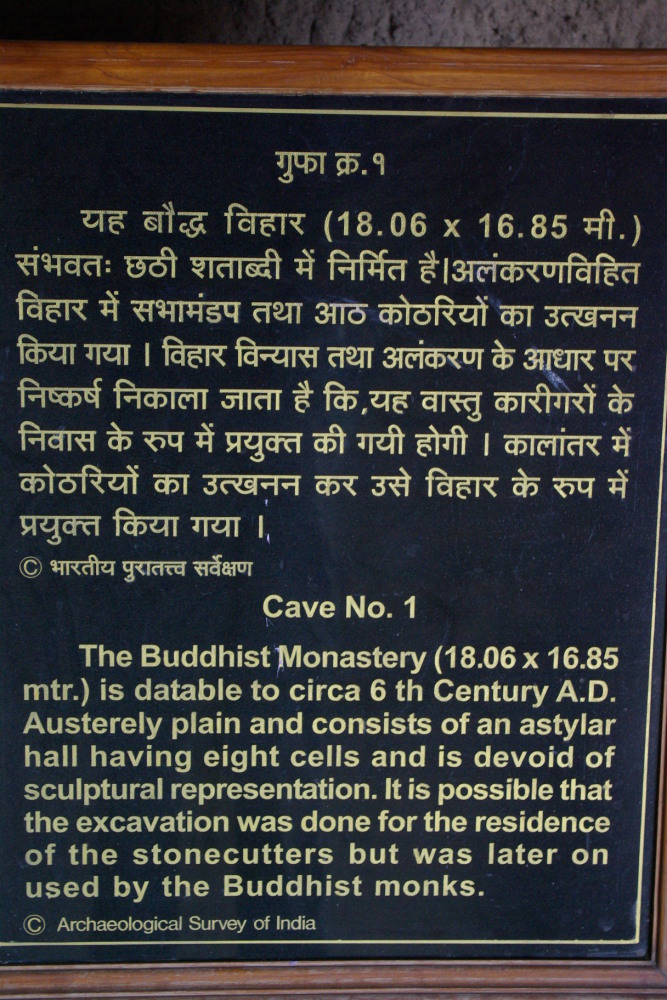 गुफा क्र.१
यह बौद्ध विहार (18.06 x 16.85 मी.)
संभवतः छठी शताब्दी में निर्मित है।अलंकरणविहित
विहार में सभामंडप तथा आठ कोठरियों का उत्खनन
किया गया । विहार विन्यास तथा अलंकरण के आधार पर
निष्कर्ष निकाला जाता है कि,यह वास्तु कारीगरों के
निवास के रुप में प्रयुक्त की गयी होगी । कालांतर में
कोठरियों का उत्खनन कर उसे विहार के रुप में
प्रयुक्त किया गया ।
© भारतीय पुरातत्त्व सर्वेक्षण
Cave No. 1
The Buddhist Monastery (18.06 x 16.85
mtr.) is datable to circa 6 th Century A.D.
Austerely plain and consists of an astylar
hall having eight cells and is devoid of
sculptural representation. It is possible that
the excavation was done for the residence
of the stonecutters but was later on
used by the Buddhist monks.
© Archaeological Survey of India